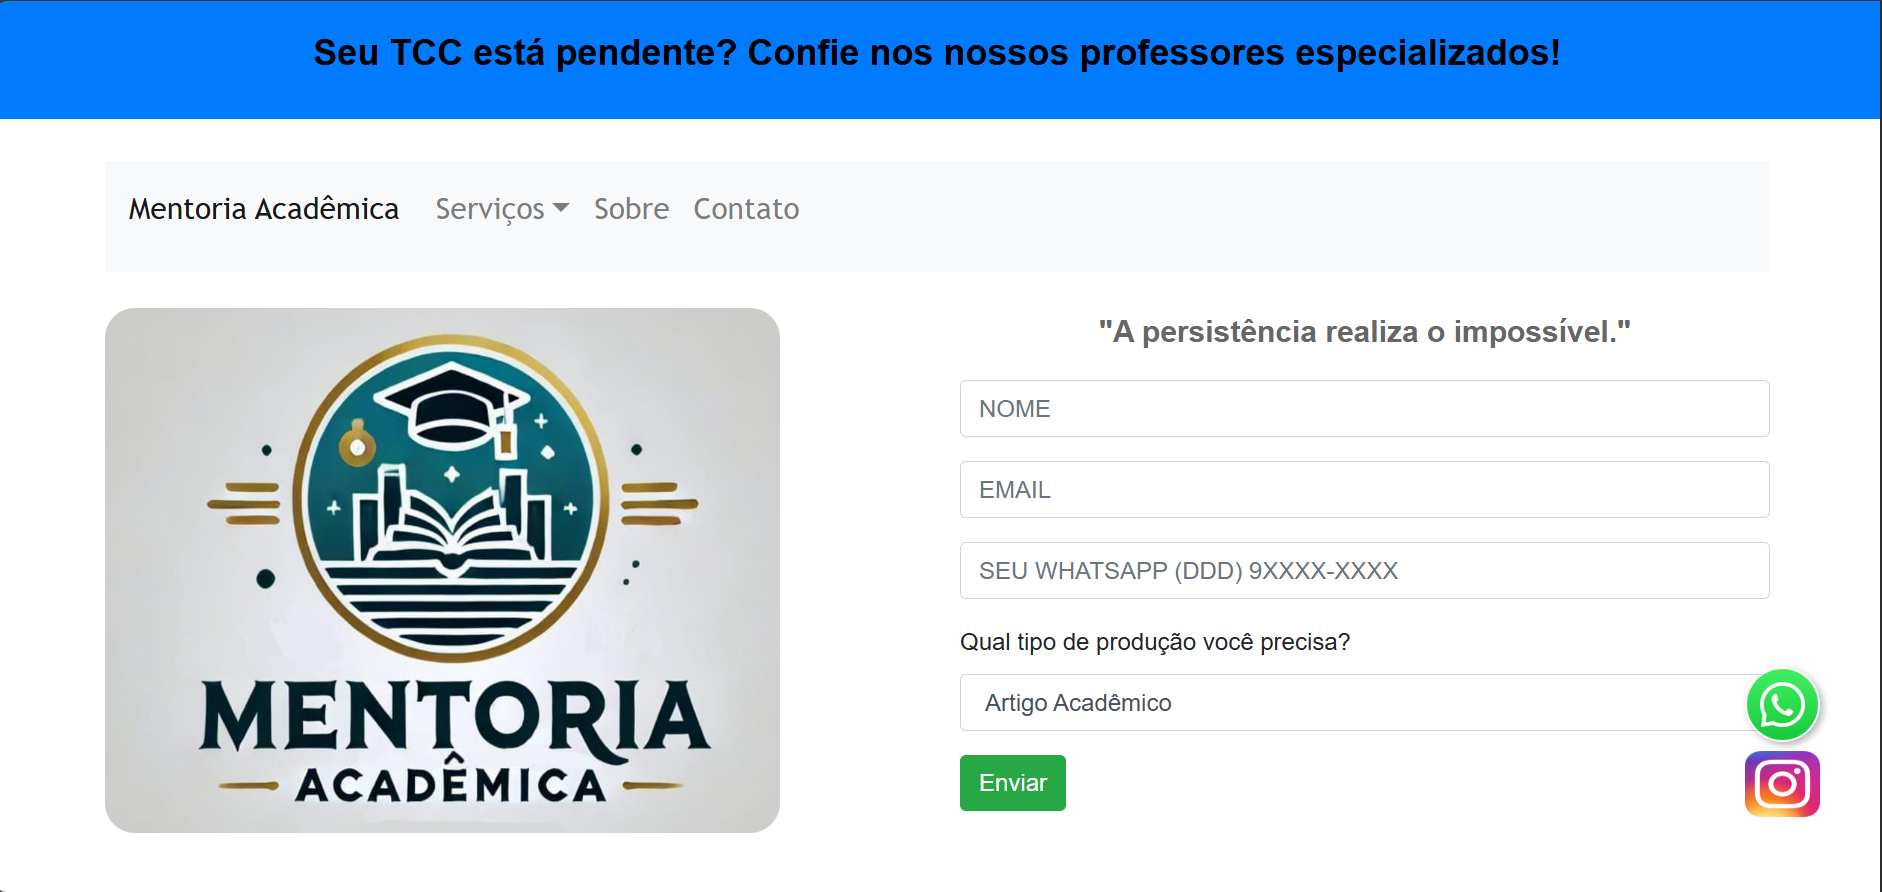 Seu TCC está pendente? Confie nos nossos professores especializados!
Mentoria Acadêmica Serviços Sobre Contato
MENTORIA
ACADÊMICA
"A persistência realiza o impossível."
NOME
EMAIL
SEU WHATSAPP (DDD) 9XXXX-XXXX
Qual tipo de produção você precisa?
Artigo Acadêmico
Enviar